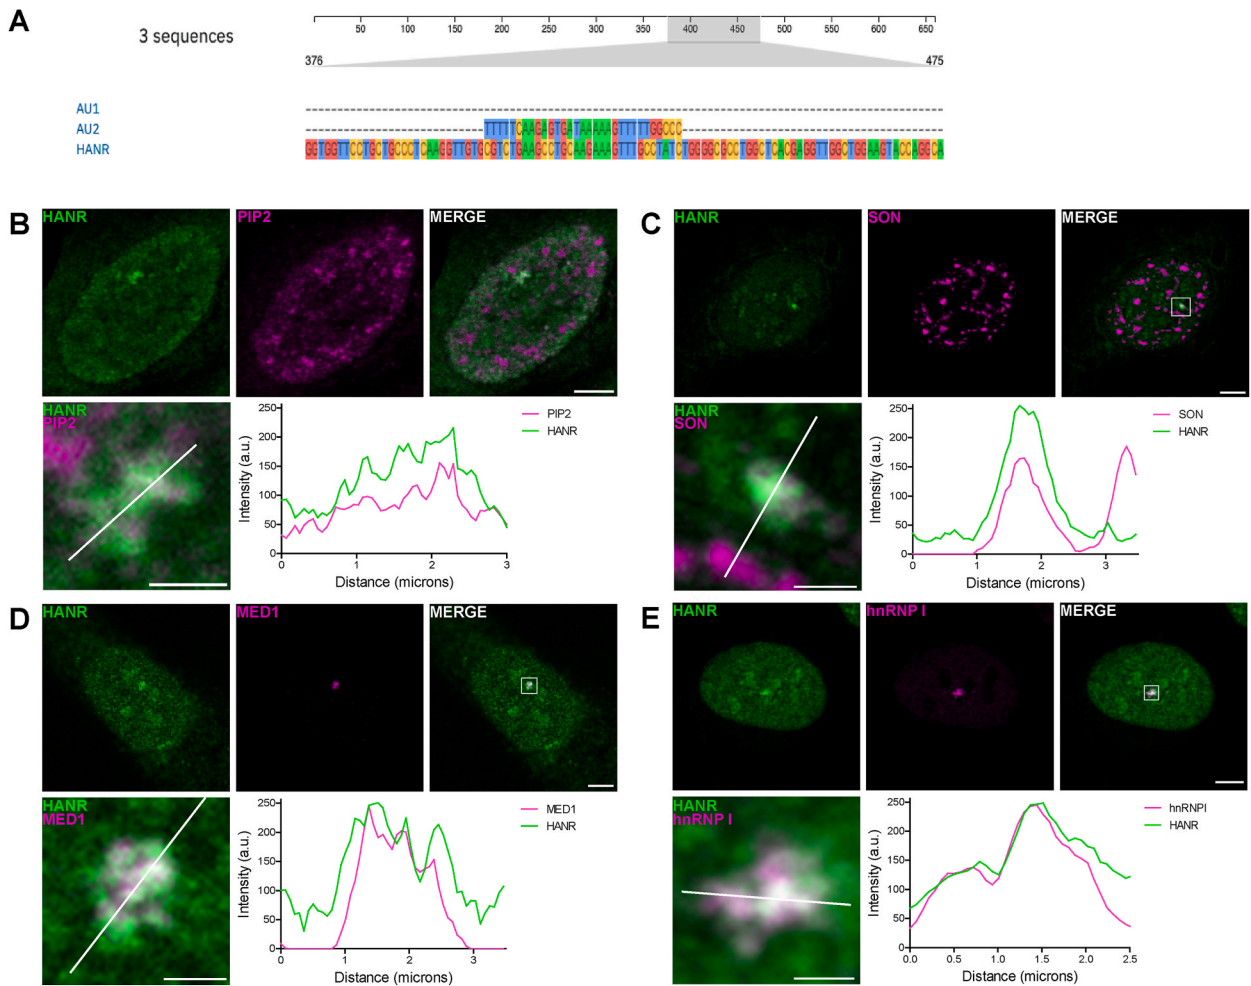 A
3 sequences
50 100 150 200 250 300 350 400 450 500 550 600 650
376 475
AU1
AU2 TTTTTCAAGAGTGATAAAAAGTTTTTGGCCC
HANR GGTGGTTCCTGCTGCCCTCAAGGTTGTGCGTCTGAAGCCTGCAAGAAAGTTTGCCTATCTGGGGCGCCTGGCTCACGAGGTTGGCTGGAAGTACCAGGCA
B
HANR PIP2 MERGE
HANR
PIP2
250
200
150
100
50
0
Intensity (a.u.)
0 1 2 3
Distance (microns)
PIP2
HANR
C
HANR SON MERGE
HANR
SON
250
200
150
100
50
0
Intensity (a.u.)
0 1 2 3
Distance (microns)
SON
HANR
D
HANR MED1 MERGE
HANR
MED1
250
200
150
100
50
0
Intensity (a.u.)
0 1 2 3
Distance (microns)
MED1
HANR
E
HANR hnRNP I MERGE
HANR
hnRNP I
250
200
150
100
50
0
Intensity (a.u.)
0.0 0.5 1.0 1.5 2.0 2.5
Distance (microns)
hnRNPI
HANR